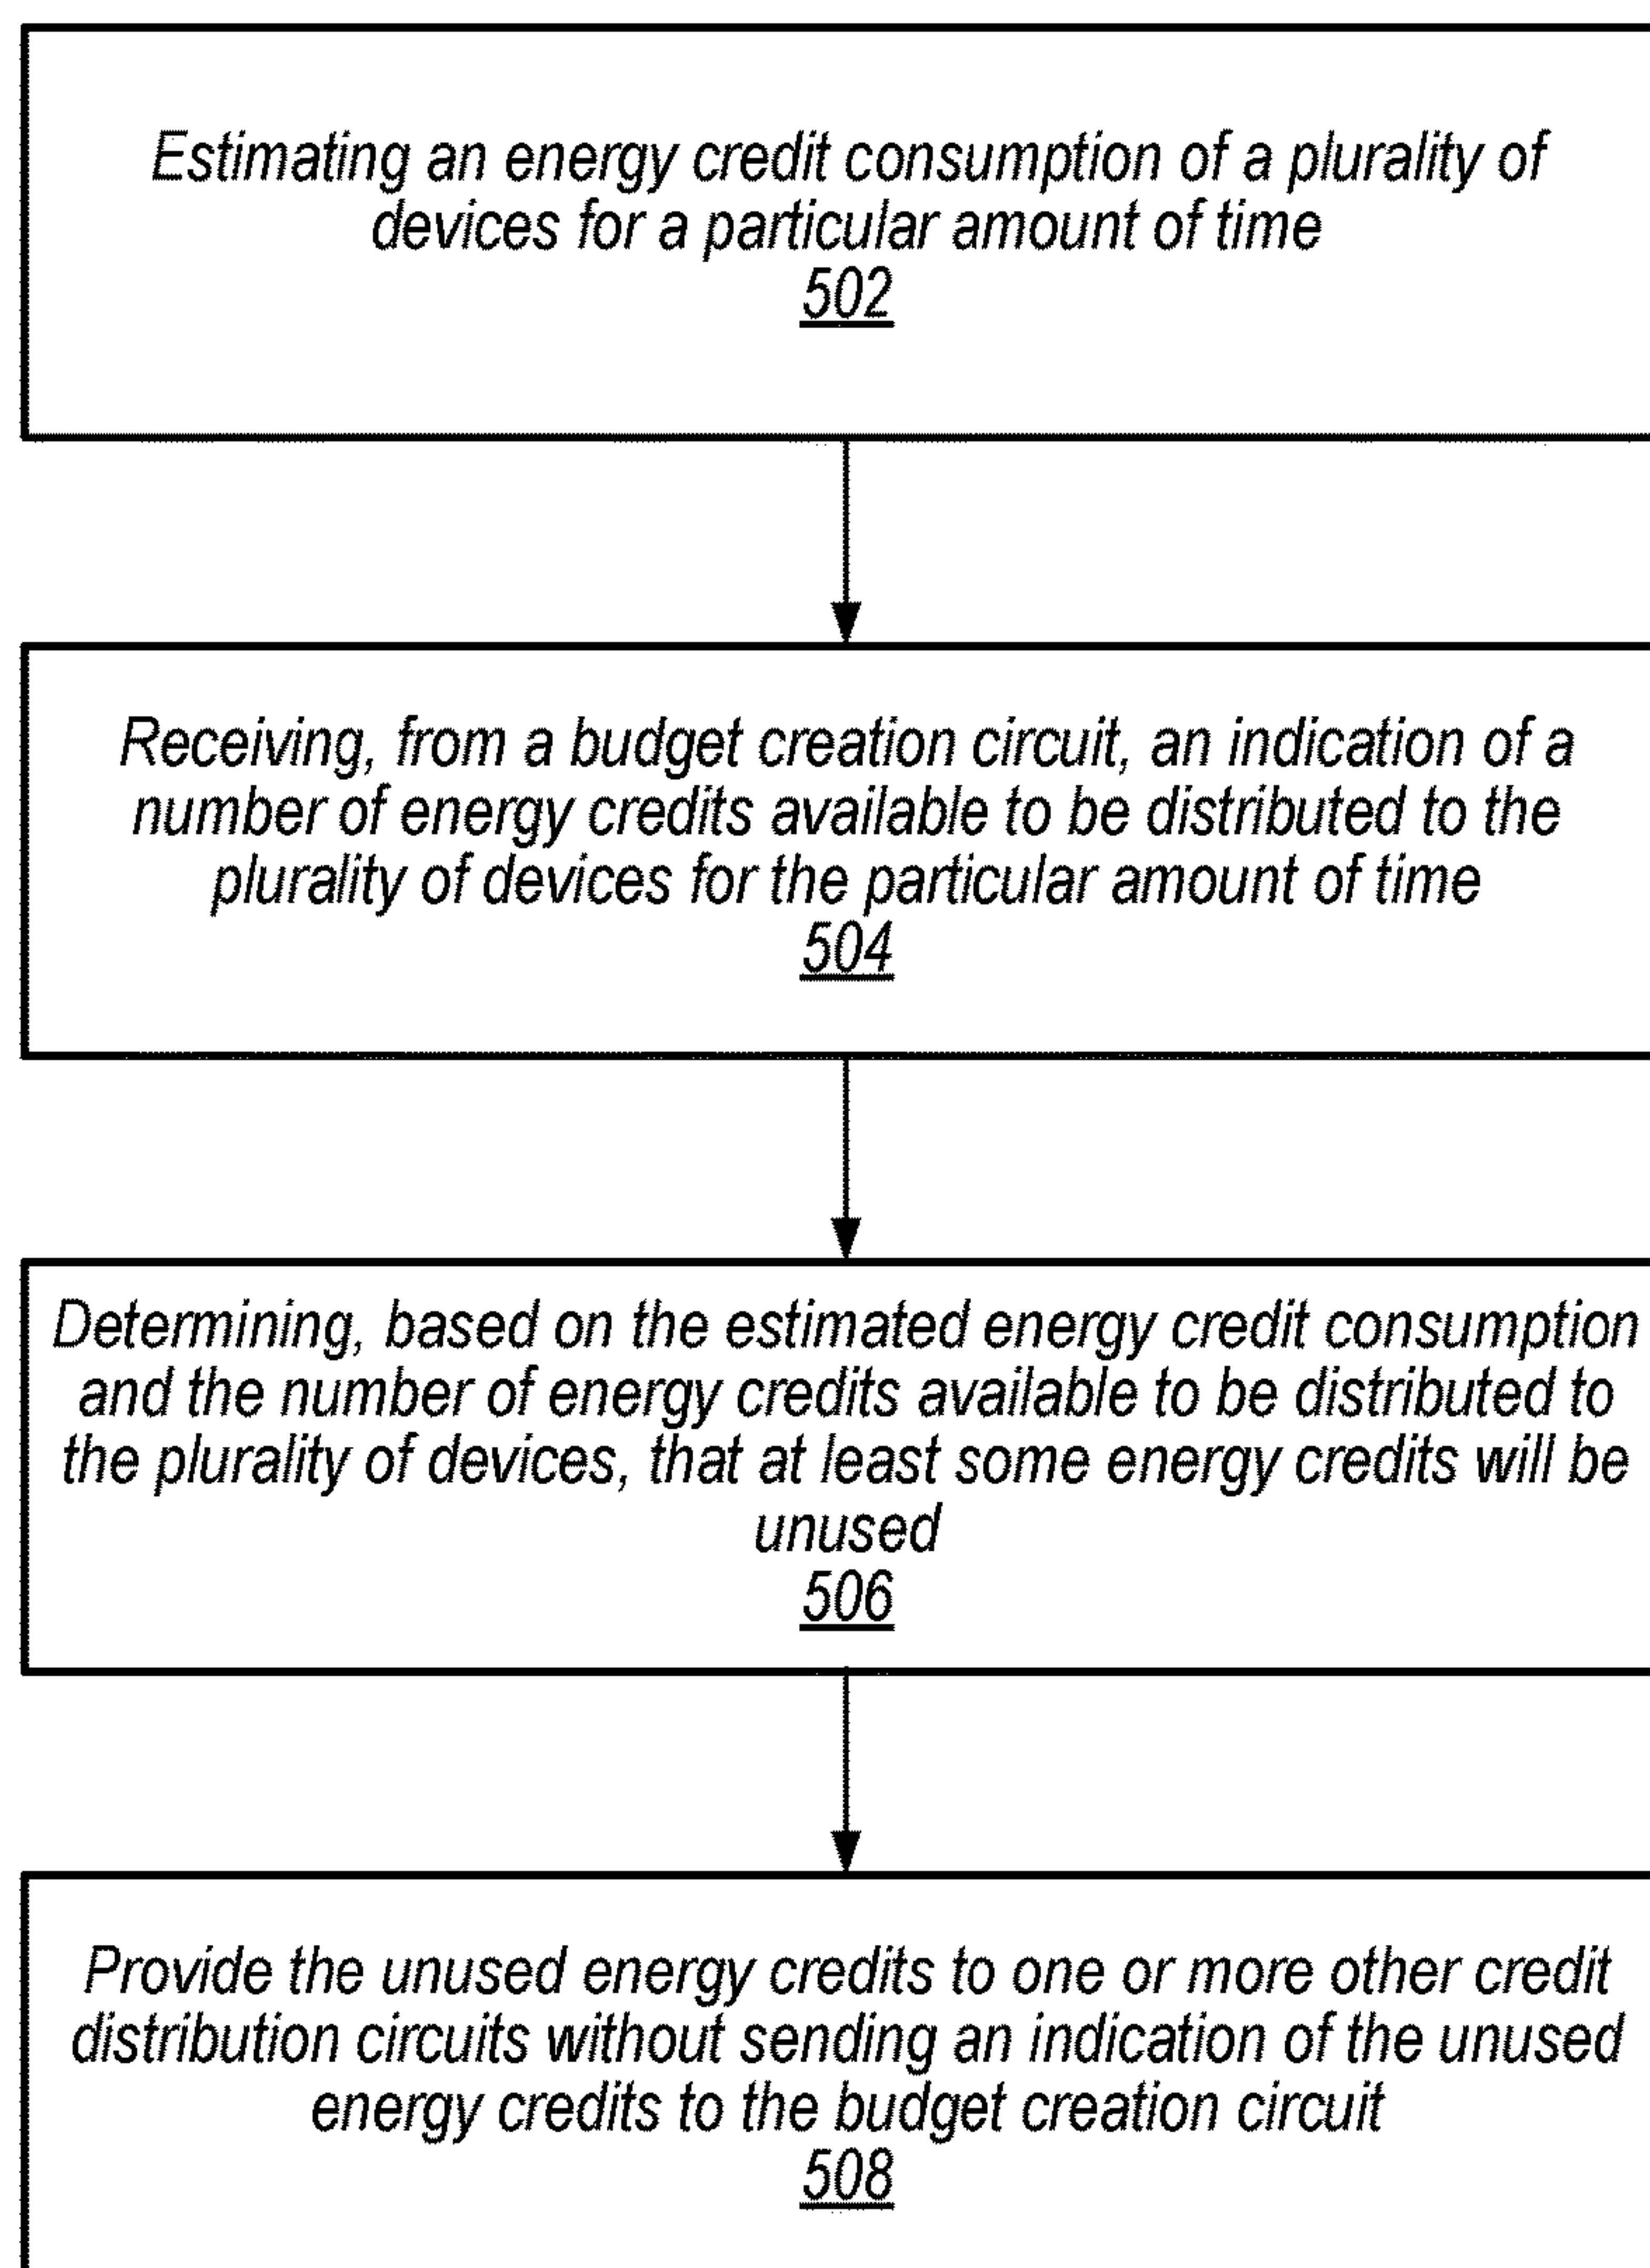 Estimating an energy credit consumption of a plurality of
devices for a particular amount of time
502
Receiving, from a budget creation circuit, an indication of a
number of energy credits available to be distributed to the
plurality of devices for the particular amount of time
504
Determining, based on the estimated energy credit consumption
and the number of energy credits available to be distributed to
the plurality of devices, that at least some energy credits will be
unused
506
Provide the unused energy credits to one or more other credit
distribution circuits without sending an indication of the unused
energy credits to the budget creation circuit
508